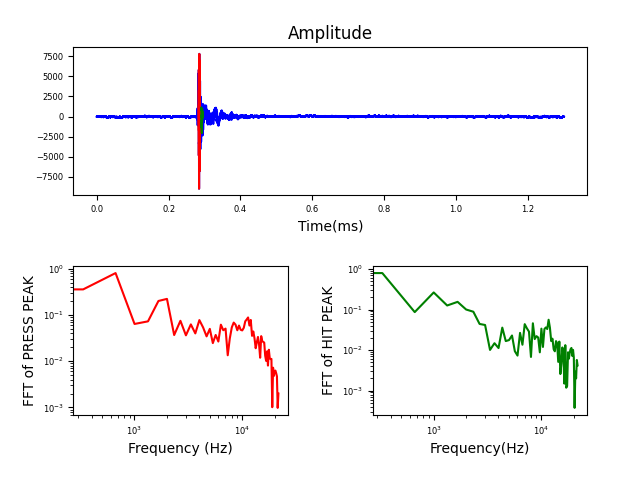 Amplitude
7500
5000
2500
0
−2500
−5000
−7500
0.0 0.2 0.4 0.6 0.8 1.0 1.2
Time(ms)
FFT of PRESS PEAK
10⁰
10⁻¹
10⁻²
10⁻³
10³ 10⁴
Frequency (Hz)
FFT of HIT PEAK
10⁰
10⁻¹
10⁻²
10⁻³
10³ 10⁴
Frequency(Hz)